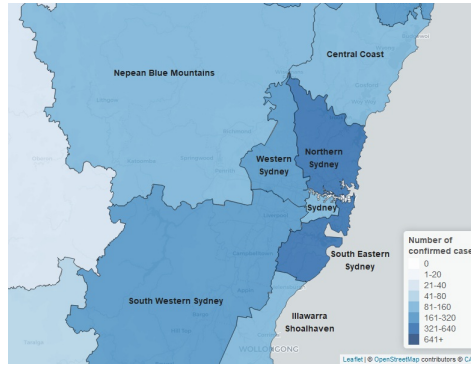 Central Coast
Nepean Blue Mountains
Western
Sydney
Northern
Sydney
Sydney
South Eastern
Sydney
South Western Sydney
Illawarra
Shoalhaven
WOLLONGONG
Number of
confirmed case
0
1-20
21-40
41-80
81-160
161-320
321-640
641+
Leaflet | © OpenStreetMap contributors © CA